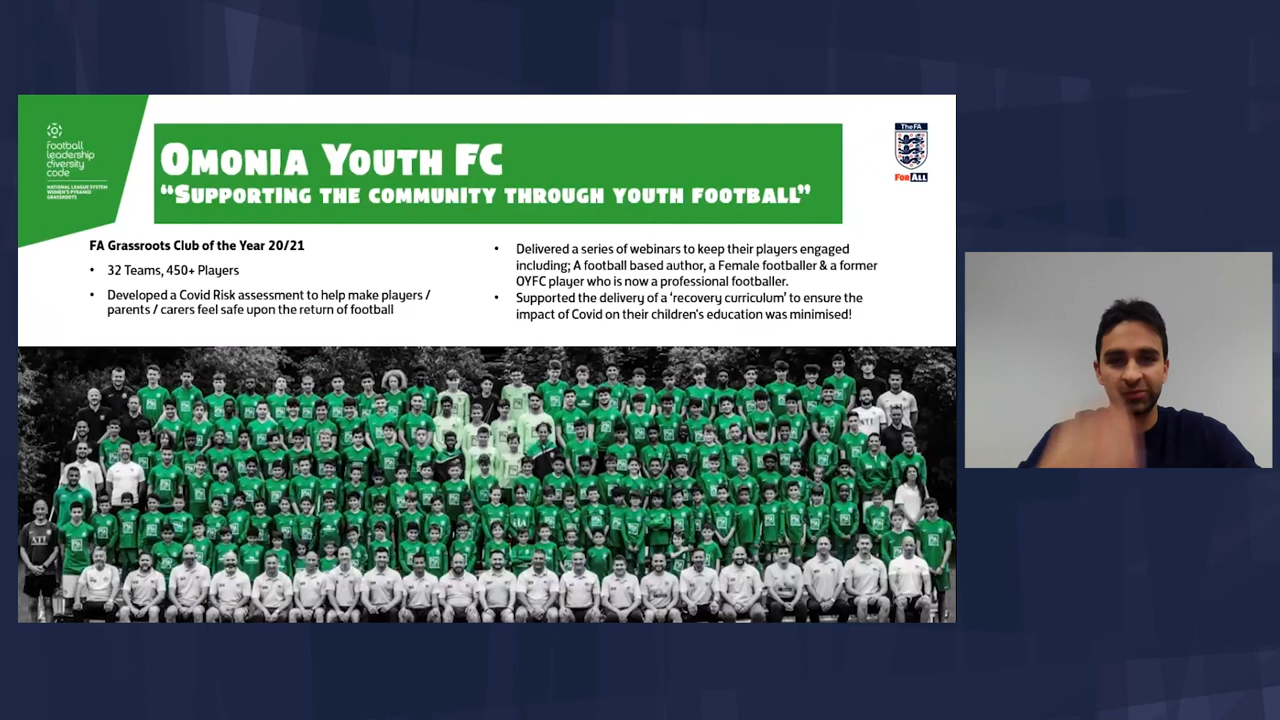 football
leadership
diversity
code
NATIONAL LEAGUE SYSTEM
WOMEN'S PYRAMID
GRASSROOTS
OMONIA YOUTH FC
“SUPPORTING THE COMMUNITY THROUGH YOUTH FOOTBALL”
The FA
FOR ALL
FA Grassroots Club of the Year 20/21
• 32 Teams, 450+ Players
• Developed a Covid Risk assessment to help make players /
parents / carers feel safe upon the return of football
• Delivered a series of webinars to keep their players engaged
including; A football based author, a Female footballer & a former
OYFC player who is now a professional footballer.
• Supported the delivery of a ‘recovery curriculum’ to ensure the
impact of Covid on their children's education was minimised!